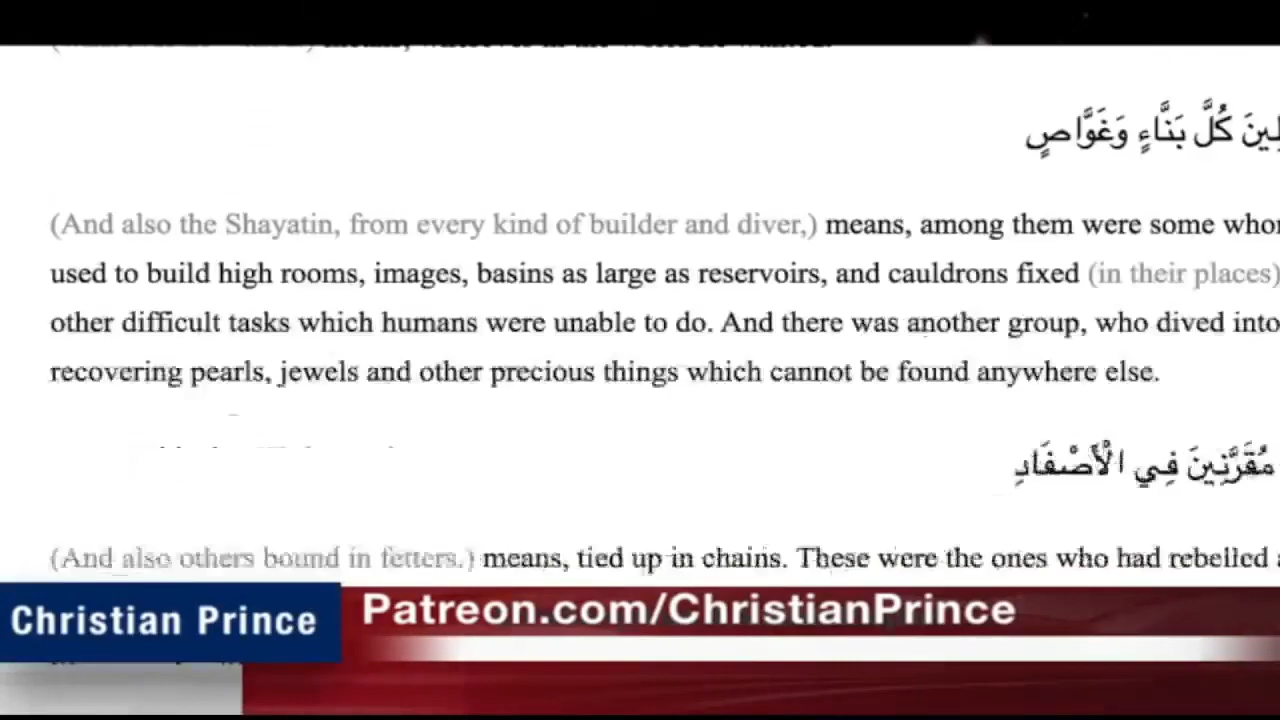 كُلَّ بَنَّاءٍ وَغَوَّاصٍ
(And also the Shayatin, from every kind of builder and diver,) means, among them were some
used to build high rooms, images, basins as large as reservoirs, and cauldrons fixed (in their places)
other difficult tasks which humans were unable to do. And there was another group, who dived into
recovering pearls, jewels and other precious things which cannot be found anywhere else.
مُقَرَّنِينَ فِي الْأَصْفَادِ
(And also others bound in fetters.) means, tied up in chains. These were the ones who had rebelled
Christian Prince
Patreon.com/ChristianPrince